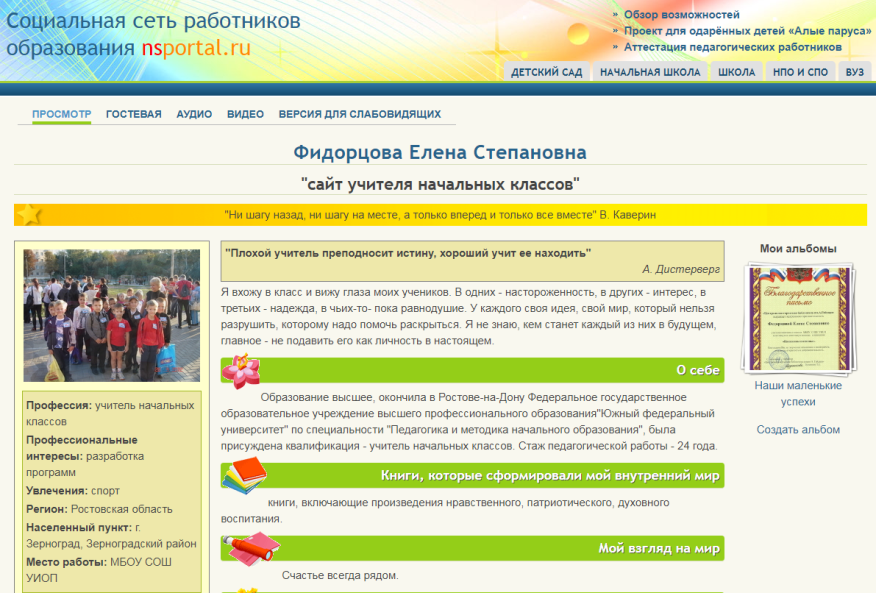 Социальная сеть работников
образования nsportal.ru
» Обзор возможностей
» Проект для одарённых детей «Алые паруса»
» Аттестация педагогических работников
ДЕТСКИЙ САД НАЧАЛЬНАЯ ШКОЛА ШКОЛА НПО И СПО ВУЗ
ПРОСМОТР ГОСТЕВАЯ АУДИО ВИДЕО ВЕРСИЯ ДЛЯ СЛАБОВИДЯЩИХ
Фидорцова Елена Степановна
"сайт учителя начальных классов"
"Ни шагу назад, ни шагу на месте, а только вперед и только все вместе" В. Каверин
Профессия: учитель начальных
классов
Профессиональные
интересы: разработка
программ
Увлечения: спорт
Регион: Ростовская область
Населенный пункт: г.
Зерноград, Зерноградский район
Место работы: МБОУ СОШ
УИОП
"Плохой учитель преподносит истину, хороший учит ее находить"
А. Дистерверг
Я вхожу в класс и вижу глаза моих учеников. В одних - настороженность, в других - интерес, в
третьих - надежда, в чьих-то- пока равнодушие. У каждого своя идея, свой мир, который нельзя
разрушить, которому надо помочь раскрыться. Я не знаю, кем станет каждый из них в будущем,
главное - не подавить его как личность в настоящем.
О себе
Образование высшее, окончила в Ростове-на-Дону Федеральное государственное
образовательное учреждение высшего профессионального образования"Южный федеральный
университет" по специальности "Педагогика и методика начального образования", была
присуждена квалификация - учитель начальных классов. Стаж педагогической работы - 24 года.
Книги, которые сформировали мой внутренний мир
книги, включающие произведения нравственного, патриотического, духовного
воспитания.
Мой взгляд на мир
Счастье всегда рядом.
Мои альбомы
Благодарственное
письмо
Наши маленькие
успехи
Создать альбом